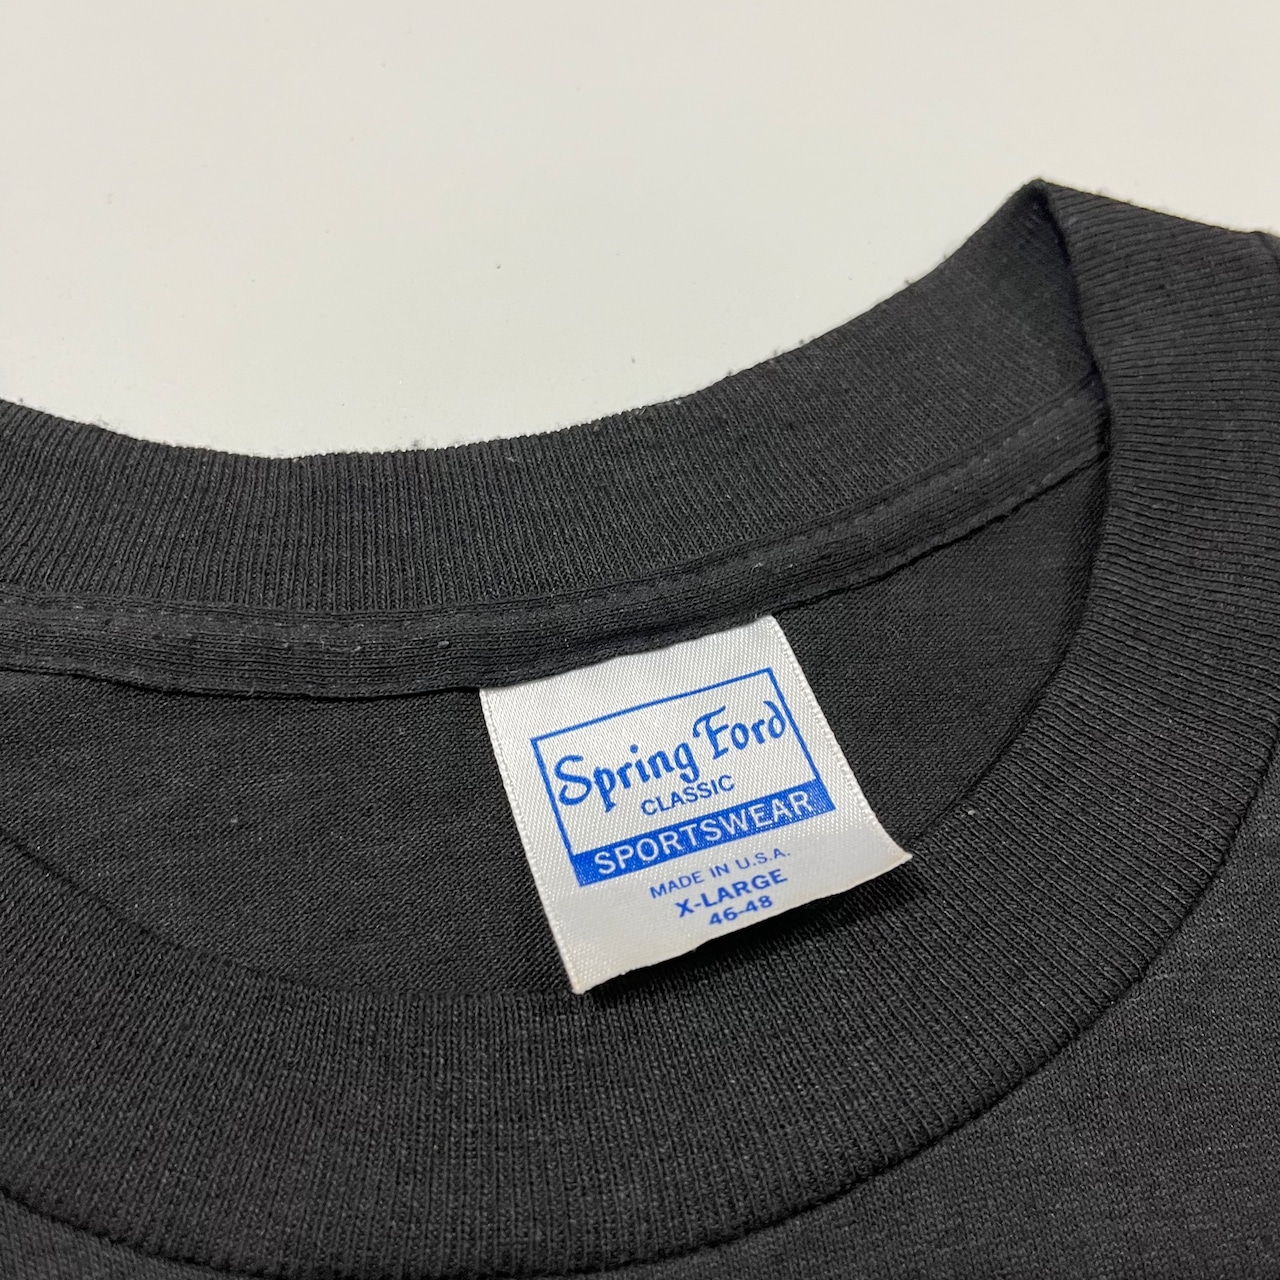 Spring Ford
CLASSIC
SPORTSWEAR
MADE IN U.S.A.
X-LARGE
46-48